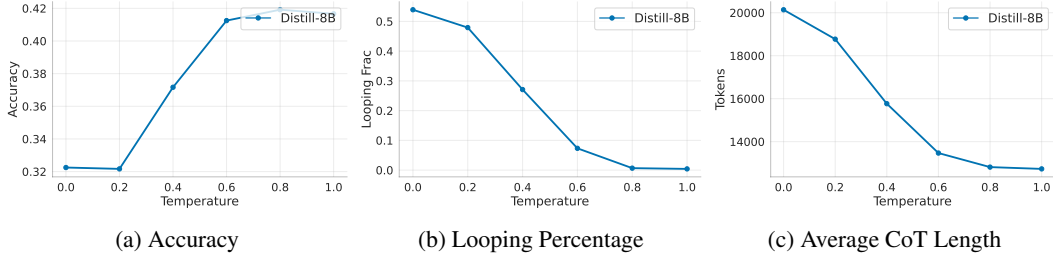 0.42
0.40
0.38
0.36
0.34
0.32
Accuracy
Distill-8B
0.0 0.2 0.4 0.6 0.8 1.0
Temperature
(a) Accuracy
0.5
0.4
0.3
0.2
0.1
0.0
Looping Frac
Distill-8B
0.0 0.2 0.4 0.6 0.8 1.0
Temperature
(b) Looping Percentage
20000
18000
16000
14000
Tokens
Distill-8B
0.0 0.2 0.4 0.6 0.8 1.0
Temperature
(c) Average CoT Length